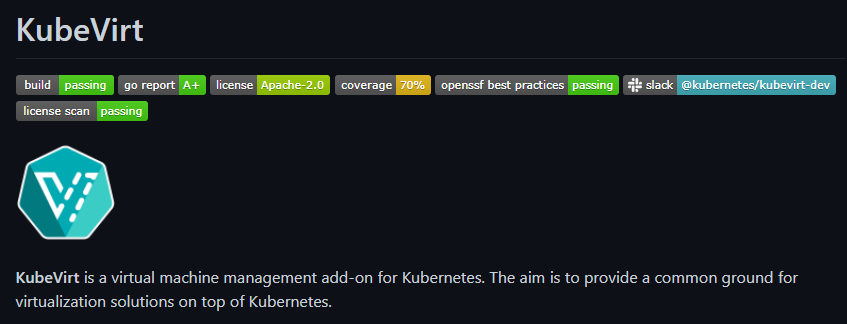 KubeVirt
build passing go report A+ license Apache-2.0 coverage 70% openssf best practices passing slack @kubernetes/kubevirt-dev
license scan passing
KubeVirt is a virtual machine management add-on for Kubernetes. The aim is to provide a common ground for
virtualization solutions on top of Kubernetes.